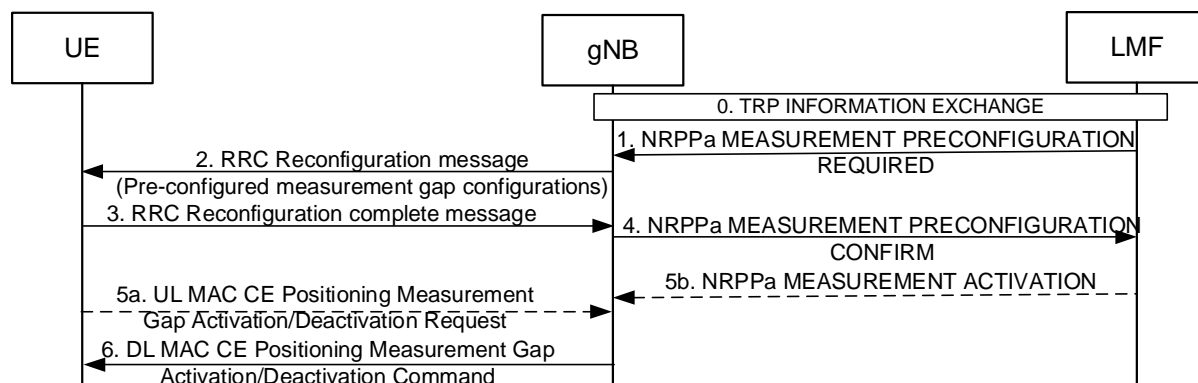 UE
gNB
LMF
0. TRP INFORMATION EXCHANGE
1. NRPPa MEASUREMENT PRECONFIGURATION
REQUIRED
2. RRC Reconfiguration message
(Pre-configured measurement gap configurations)
3. RRC Reconfiguration complete message
4. NRPPa MEASUREMENT PRECONFIGURATION
CONFIRM
5a. UL MAC CE Positioning Measurement
Gap Activation/Deactivation Request
5b. NRPPa MEASUREMENT ACTIVATION
6. DL MAC CE Positioning Measurement Gap
Activation/Deactivation Command